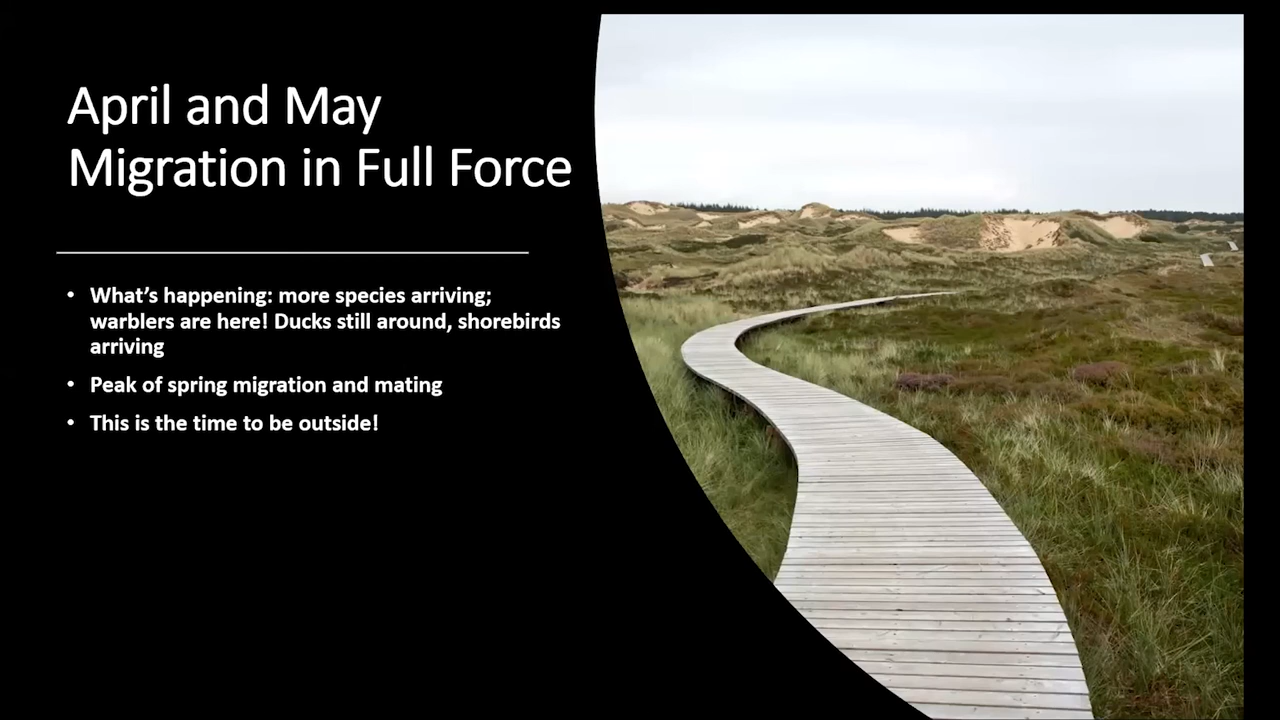 April and May
Migration in Full Force
• What’s happening: more species arriving;
warblers are here! Ducks still around, shorebirds
arriving
• Peak of spring migration and mating
• This is the time to be outside!